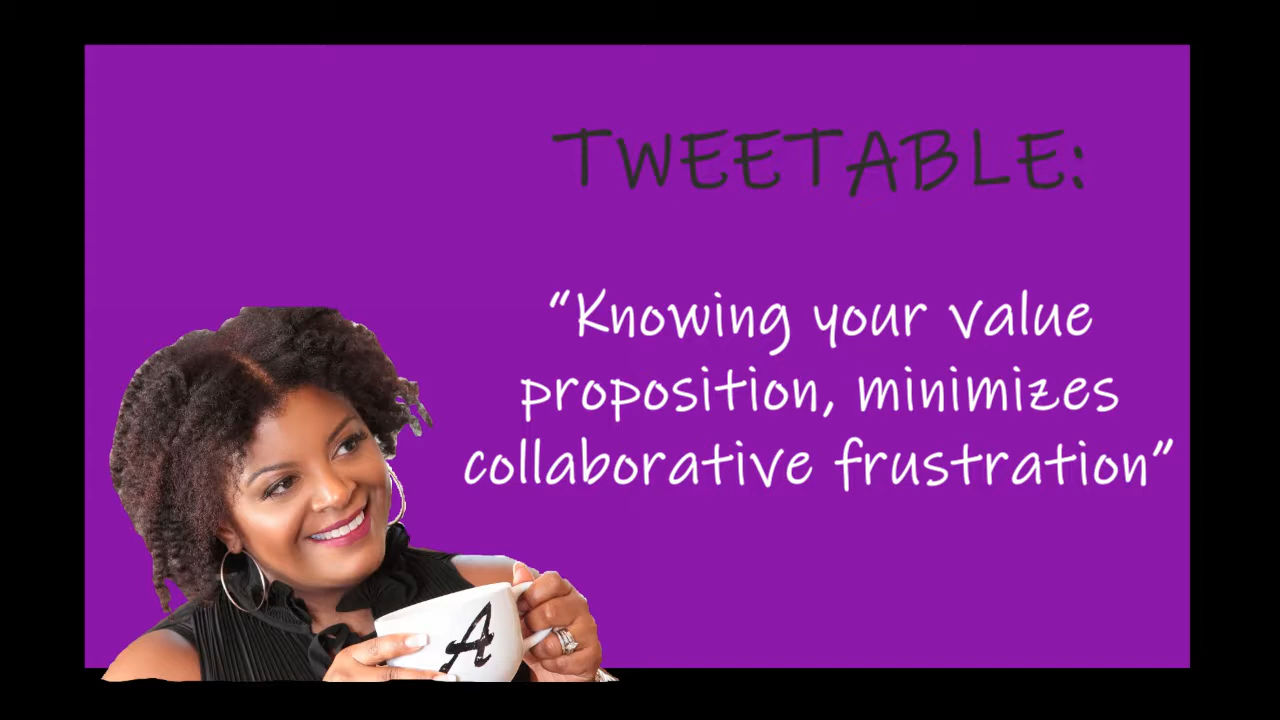 TWEETABLE:
“Knowing your value
proposition, minimizes
collaborative frustration”
A